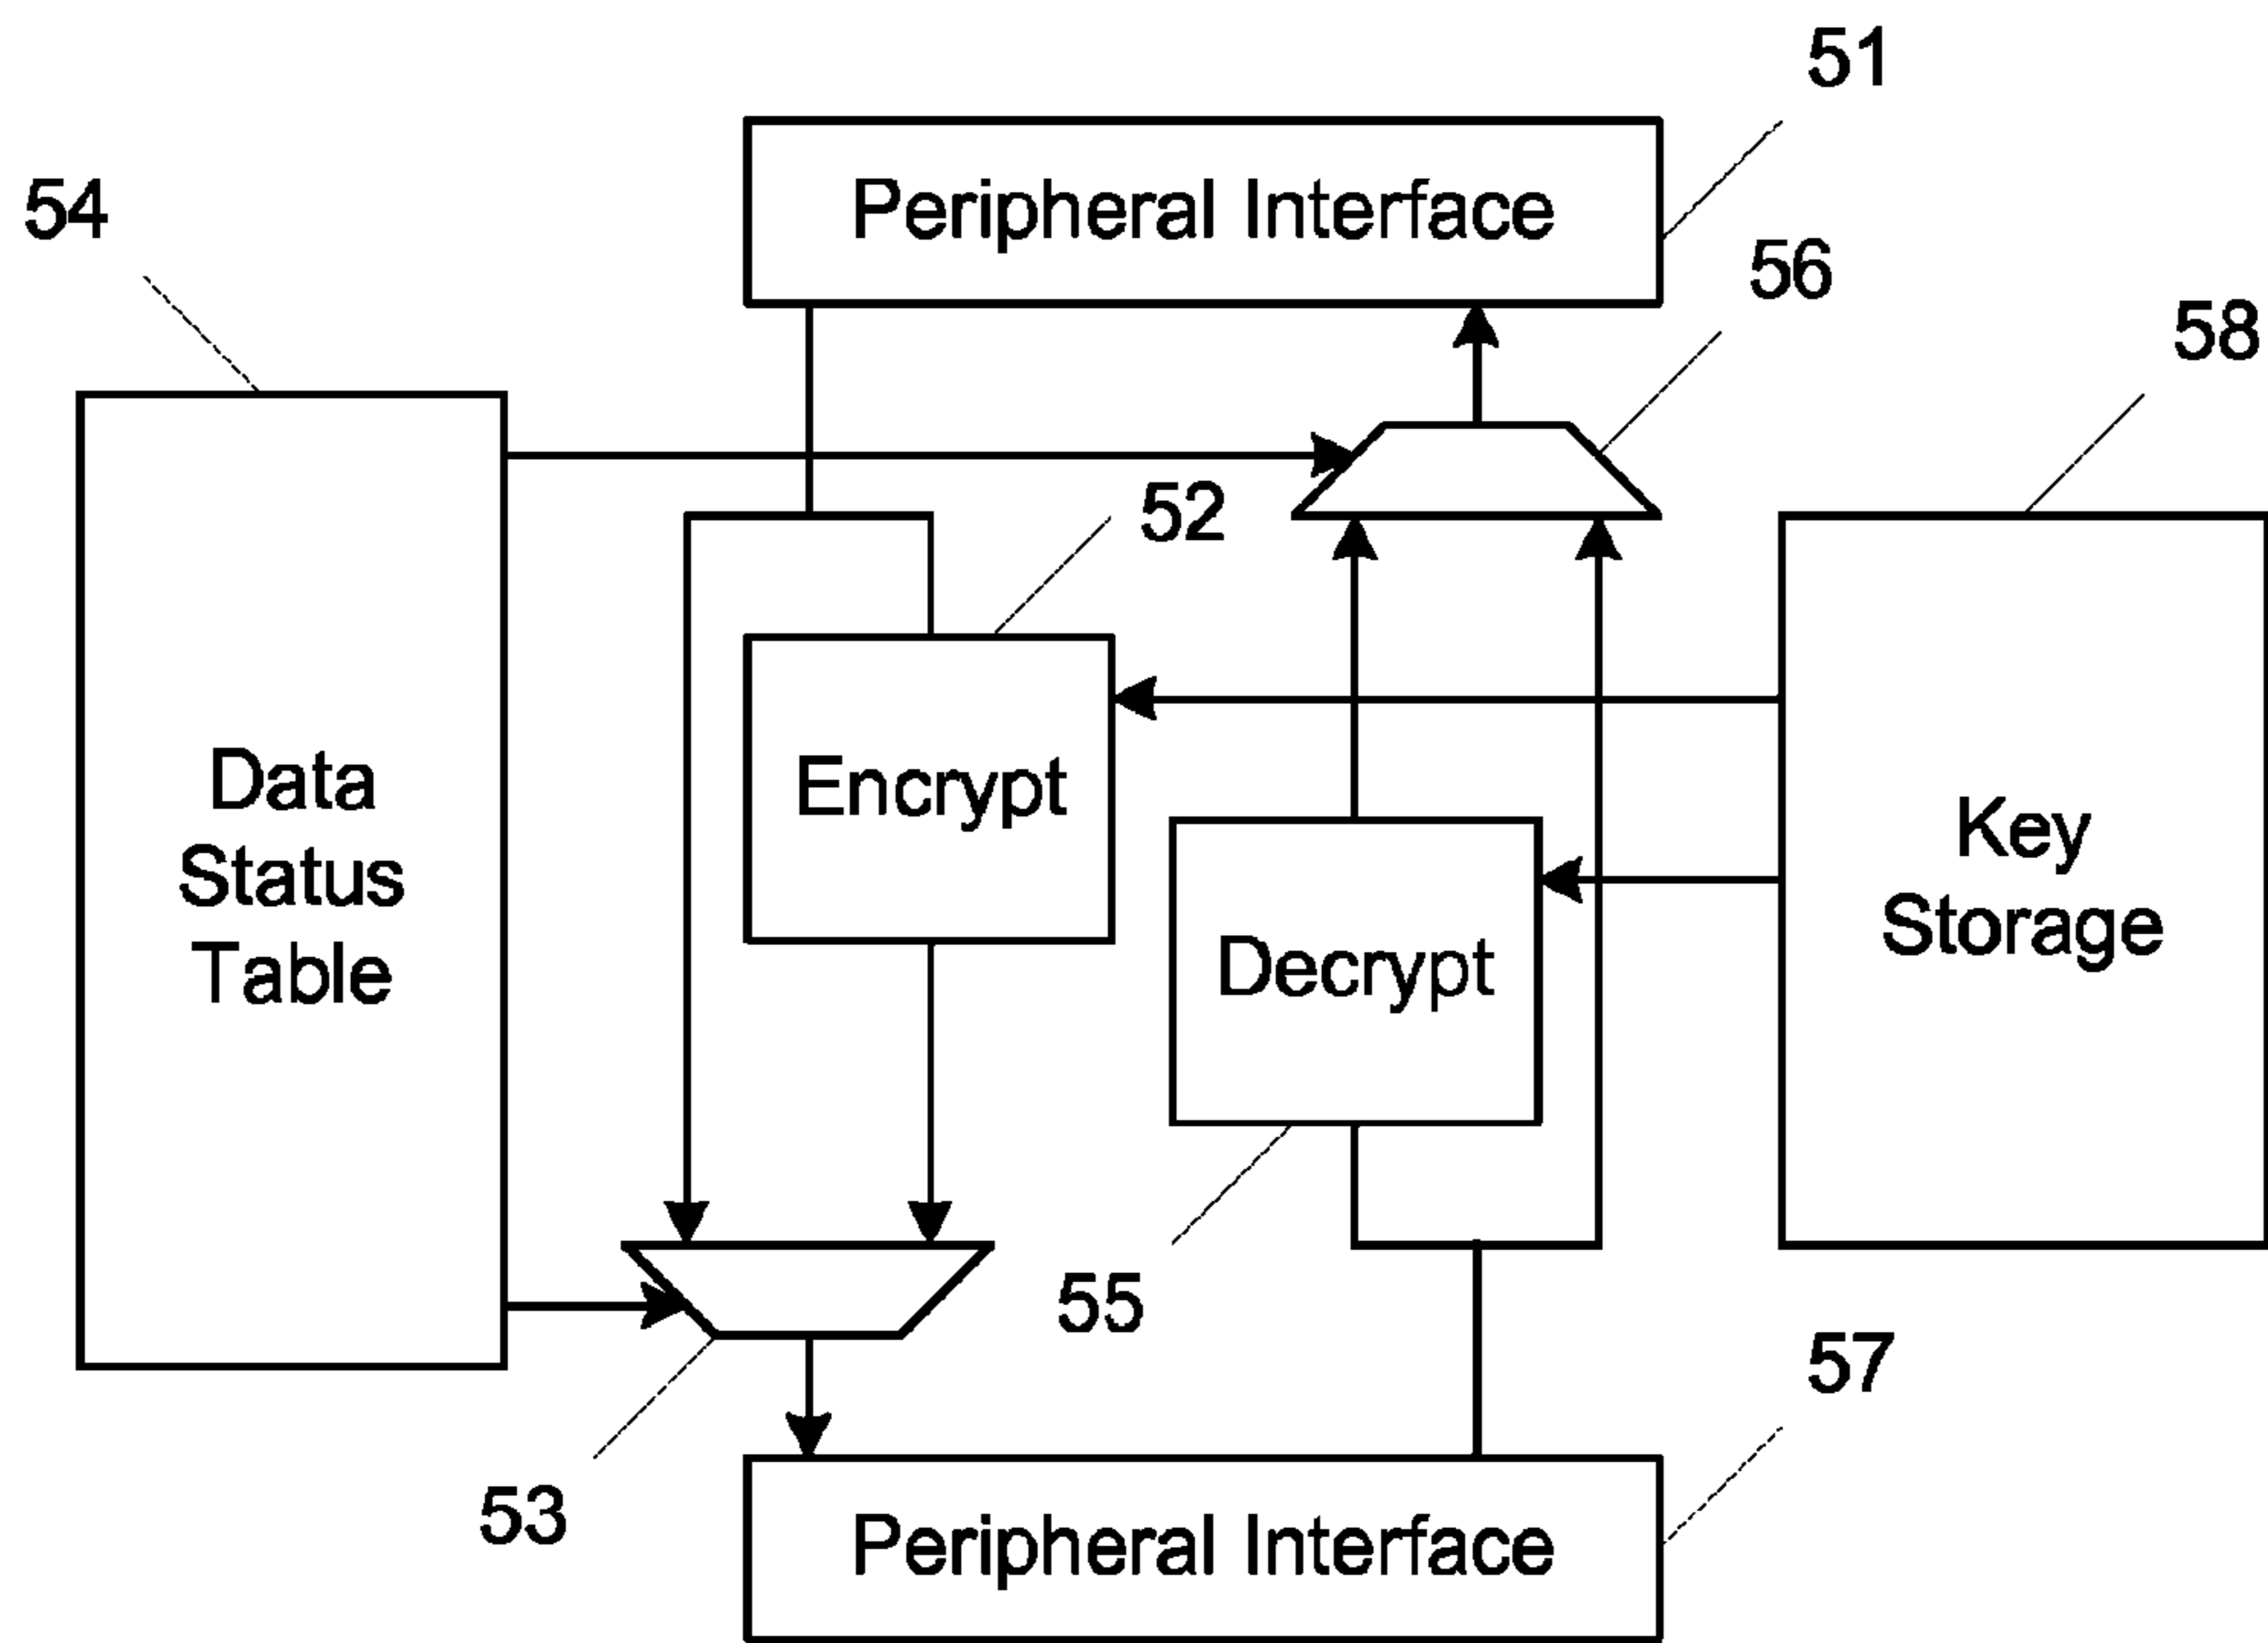 51
Peripheral Interface
54
56
58
52
Encrypt
Data
Status
Table
Key
Storage
Decrypt
55
57
53
Peripheral Interface